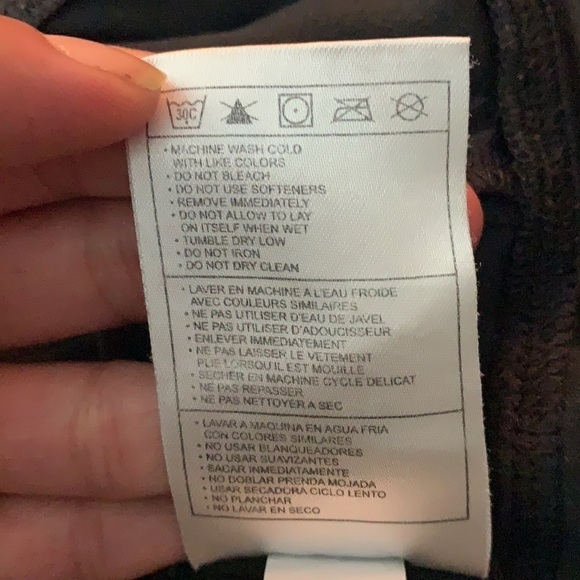 30C
• MACHINE WASH COLD
WITH LIKE COLORS
• DO NOT BLEACH
• DO NOT USE SOFTENERS
• REMOVE IMMEDIATELY
• DO NOT ALLOW TO LAY
ON ITSELF WHEN WET
• TUMBLE DRY LOW
• DO NOT IRON
• DO NOT DRY CLEAN
• LAVER EN MACHINE A L'EAU FROIDE
AVEC COULEURS SIMILAIRES
• NE PAS UTILISER D'EAU DE JAVEL
• NE PAS UTILISER D'ADOUCISSEUR
• ENLEVER IMMEDIATEMENT
• NE PAS LAISSER LE VETEMENT
PLIE LORSQU'IL EST MOUILLE
• SECHER EN MACHINE CYCLE DELICAT
• NE PAS REPASSER
• NE PAS NETTOYER A SEC
• LAVAR A MAQUINA EN AGUA FRIA
CON COLORES SIMILARES
• NO USAR BLANQUEADORES
• NO USAR SUAVIZANTES
• SACAR INMEDIATAMENTE
• NO DOBLAR PRENDA MOJADA
• USAR SECADORA CICLO LENTO
• NO PLANCHAR
• NO LAVAR EN SECO